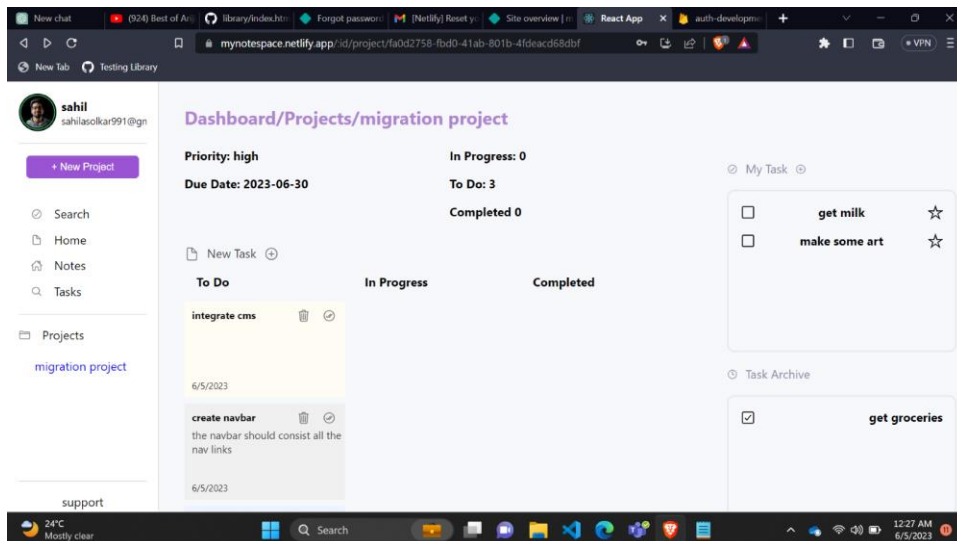 New chat
(924) Best of Arij
library/index.htm
Forgot password
[Netlify] Reset yo
Site overview | m
React App
auth-developme
mynotespace.netlify.app/:id/project/fa0d2758-fbd0-41ab-801b-4fdeacd68dbf
VPN
New Tab
Testing Library
sahil
sahilasolkar991@gn
+ New Project
Search
Home
Notes
Tasks
Projects
migration project
support
Dashboard/Projects/migration project
Priority: high
In Progress: 0
Due Date: 2023-06-30
To Do: 3
Completed 0
New Task
To Do
In Progress
Completed
integrate cms
6/5/2023
create navbar
the navbar should consist all the
nav links
6/5/2023
My Task
get milk
make some art
Task Archive
get groceries
24°C
Mostly clear
Search
12:27 AM
6/5/2023